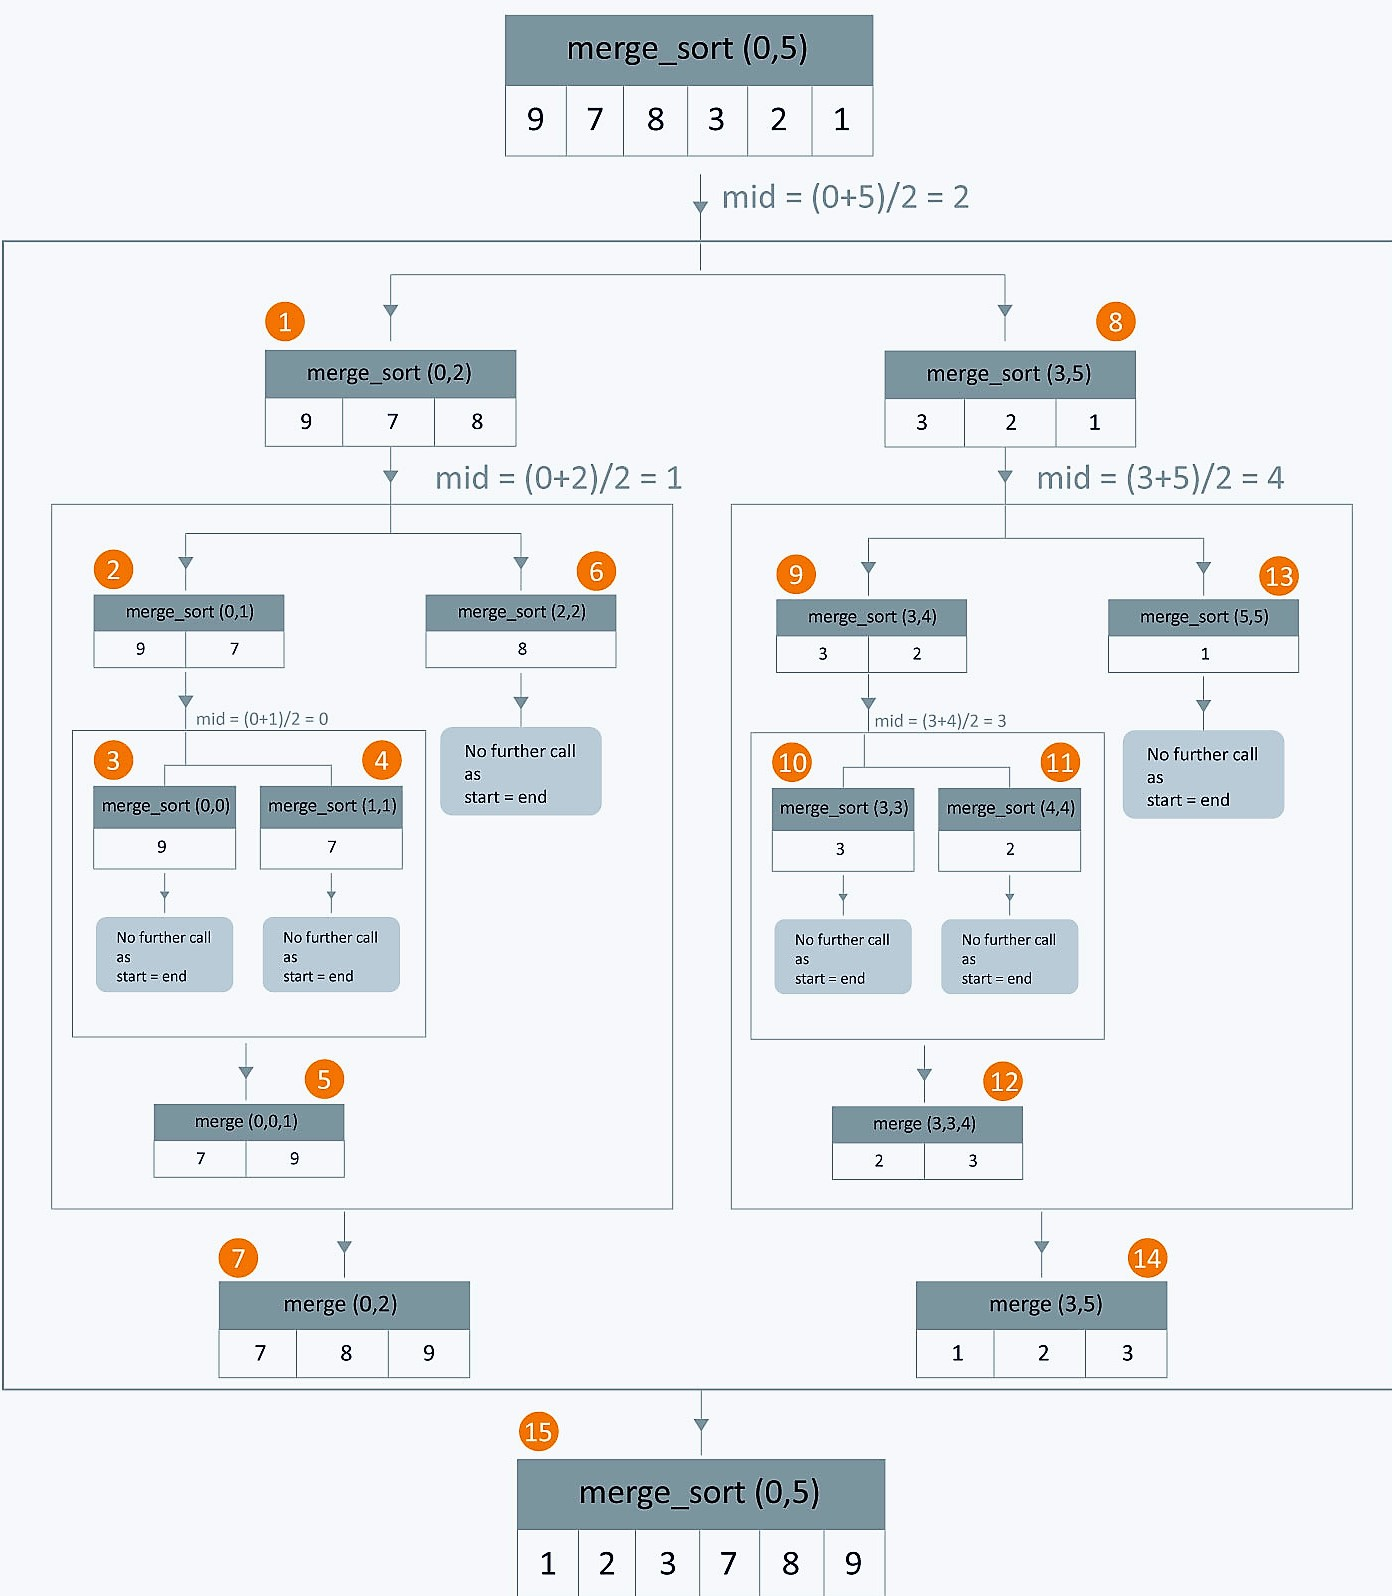 merge_sort (0,5)
9 7 8 3 2 1
mid = (0+5)/2 = 2
1
8
merge_sort (0,2)
9 7 8
merge_sort (3,5)
3 2 1
mid = (0+2)/2 = 1
mid = (3+5)/2 = 4
2
6
merge_sort (0,1)
9 7
merge_sort (2,2)
8
9
13
merge_sort (3,4)
3 2
merge_sort (5,5)
1
mid = (0+1)/2 = 0
No further call
as
start = end
mid = (3+4)/2 = 3
No further call
as
start = end
3
4
merge_sort (0,0)
9
merge_sort (1,1)
7
10
11
merge_sort (3,3)
3
merge_sort (4,4)
2
No further call
as
start = end
No further call
as
start = end
No further call
as
start = end
No further call
as
start = end
5
merge (0,0,1)
7 9
12
merge (3,3,4)
2 3
7
merge (0,2)
7 8 9
14
merge (3,5)
1 2 3
15
merge_sort (0,5)
1 2 3 7 8 9